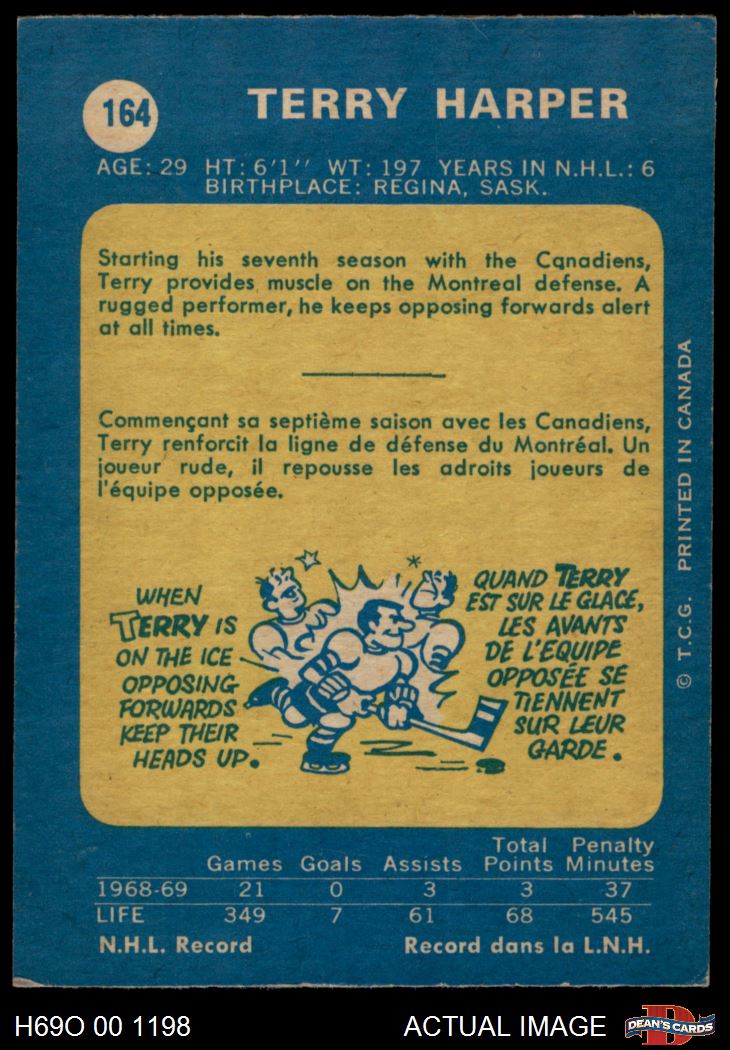 164
TERRY HARPER
AGE: 29 HT: 6'1'' WT: 197 YEARS IN N.H.L.: 6
BIRTHPLACE: REGINA, SASK.
Starting his seventh season with the Canadiens,
Terry provides muscle on the Montreal defense. A
rugged performer, he keeps opposing forwards alert
at all times.
Commençant sa septième saison avec les Canadiens,
Terry renforcit la ligne de défense du Montréal. Un
joueur rude, il repousse les adroits joueurs de
l'équipe opposée.
WHEN
TERRY IS
ON THE ICE
OPPOSING
FORWARDS
KEEP THEIR
HEADS UP.
QUAND TERRY
EST SUR LE GLACE,
LES AVANTS
DE L'EQUIPE
OPPOSÉE SE
TIENNENT
SUR LEUR
GARDE.
© T.C.G. PRINTED IN CANADA
Total Penalty
Games Goals Assists Points Minutes
1968-69 21 0 3 3 37
LIFE 349 7 61 68 545
N.H.L. Record Record dans la L.N.H.
H69O 00 1198 ACTUAL IMAGE
D
DEAN'S CARDS